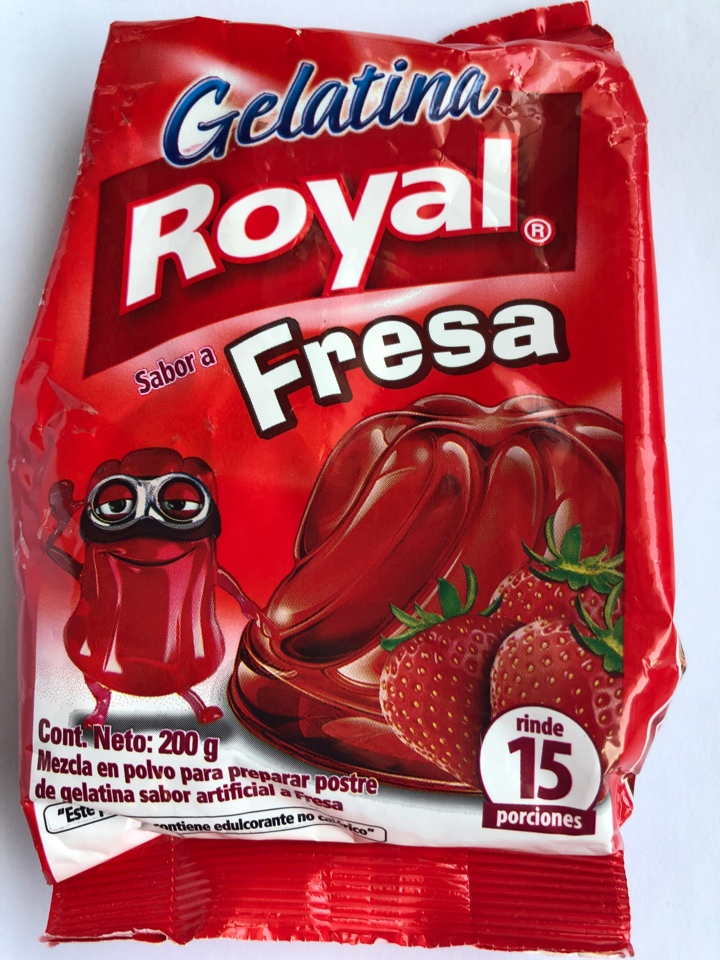 Gelatina
Royal®
Sabor a
Fresa
Cont. Neto: 200 g
Mezcla en polvo para preparar postre
de gelatina sabor artificial a Fresa
"Este contiene edulcorante no calórico"
rinde
15
porciones